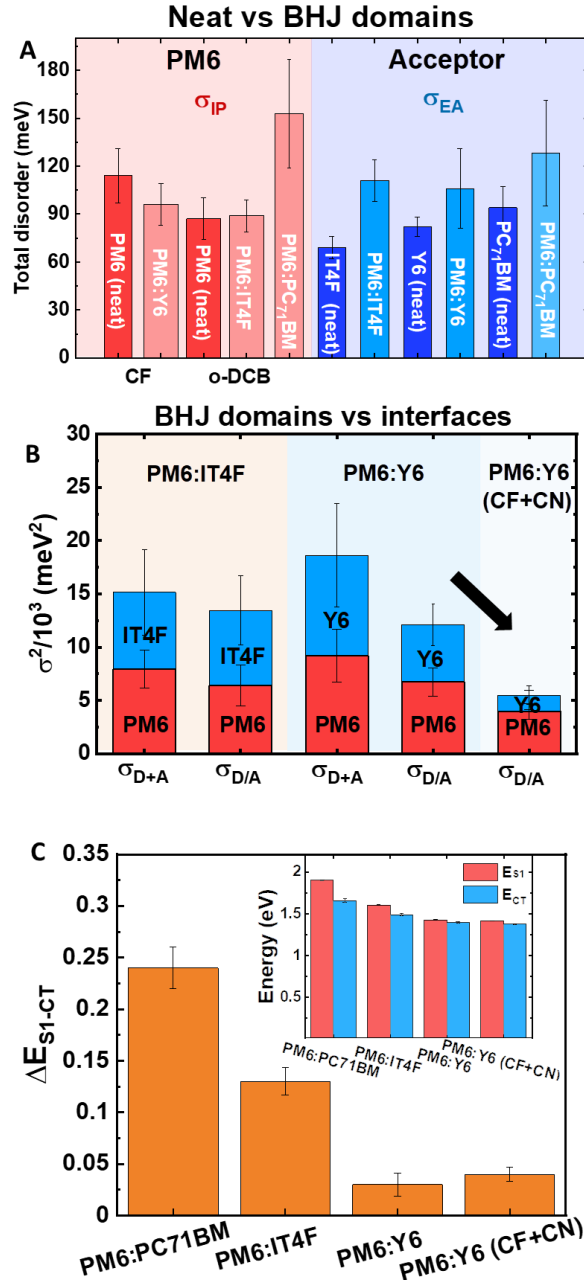 Neat vs BHJ domains
A
PM6
Acceptor
σIP
σEA
Total disorder (meV)
180
150
120
90
60
30
0
PM6 (neat)
PM6:Y6
PM6 (neat)
PM6:IT4F
PM6:PC71BM
IT4F (neat)
PM6:IT4F
Y6 (neat)
PM6:Y6
PC71BM (neat)
PM6:PC71BM
CF
o-DCB
BHJ domains vs interfaces
B
PM6:IT4F
PM6:Y6
PM6:Y6
(CF+CN)
σ²/10³ (meV²)
30
25
20
15
10
5
0
IT4F
IT4F
Y6
Y6
Y6
PM6
PM6
PM6
PM6
PM6
σD+A
σD/A
σD+A
σD/A
σD/A
C
ΔES1-CT
0.35
0.3
0.25
0.2
0.15
0.1
0.05
0
Energy (eV)
2
1.5
1
0.5
ES1
ECT
PM6:PC71BM
PM6:IT4F
PM6:Y6
PM6:Y6 (CF+CN)
PM6:PC71BM
PM6:IT4F
PM6:Y6
PM6:Y6 (CF+CN)